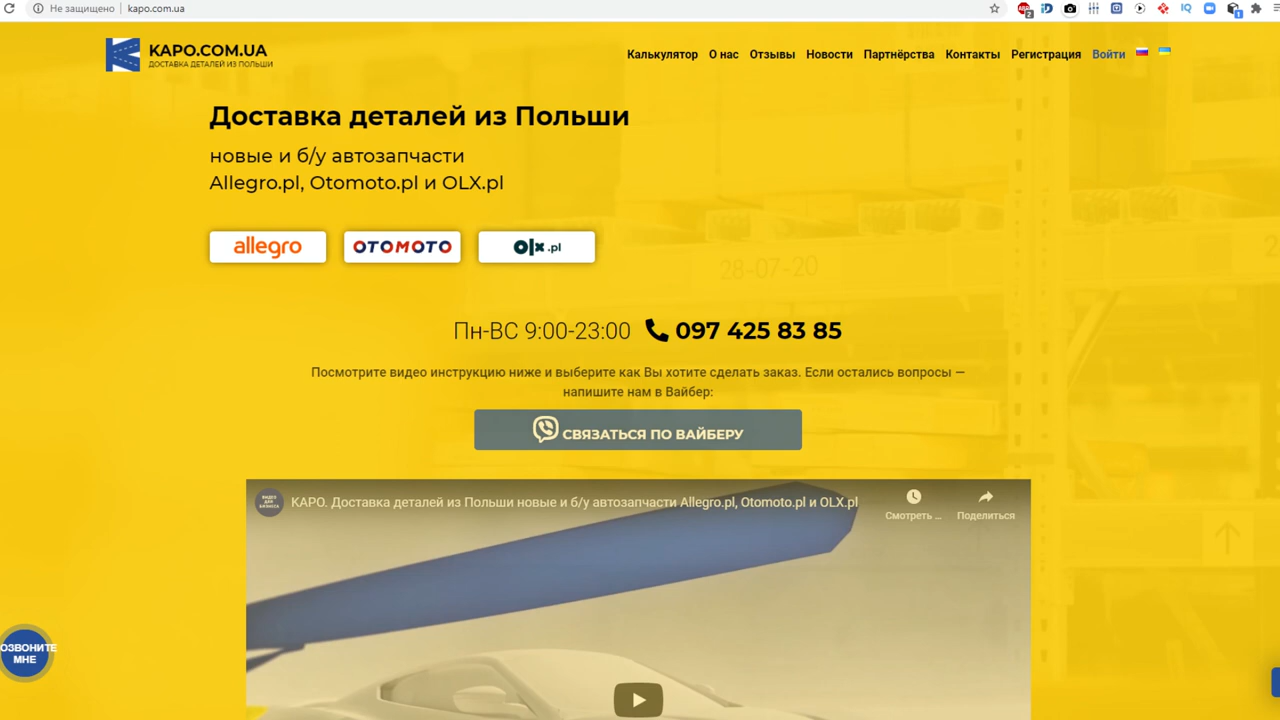 Не защищено
kapo.com.ua
2
1
KAPO.COM.UA
ДОСТАВКА ДЕТАЛЕЙ ИЗ ПОЛЬШИ
Калькулятор О нас Отзывы Новости Партнёрства Контакты Регистрация Войти
Доставка деталей из Польши
новые и б/у автозапчасти
Allegro.pl, Otomoto.pl и OLX.pl
allegro OTOMOTO olx.pl
28-07-20
Пн-ВС 9:00-23:00 097 425 83 85
Посмотрите видео инструкцию ниже и выберите как Вы хотите сделать заказ. Если остались вопросы —
напишите нам в Вайбер:
СВЯЗАТЬСЯ ПО ВАЙБЕРУ
ВИДЕО
ДЛЯ
БИЗНЕСА
КАРО. Доставка деталей из Польши новые и б/у автозапчасти Allegro.pl, Otomoto.pl и OLX.pl
Смотреть ...
Поделиться
ОЗВОНИТЕ
МНЕ